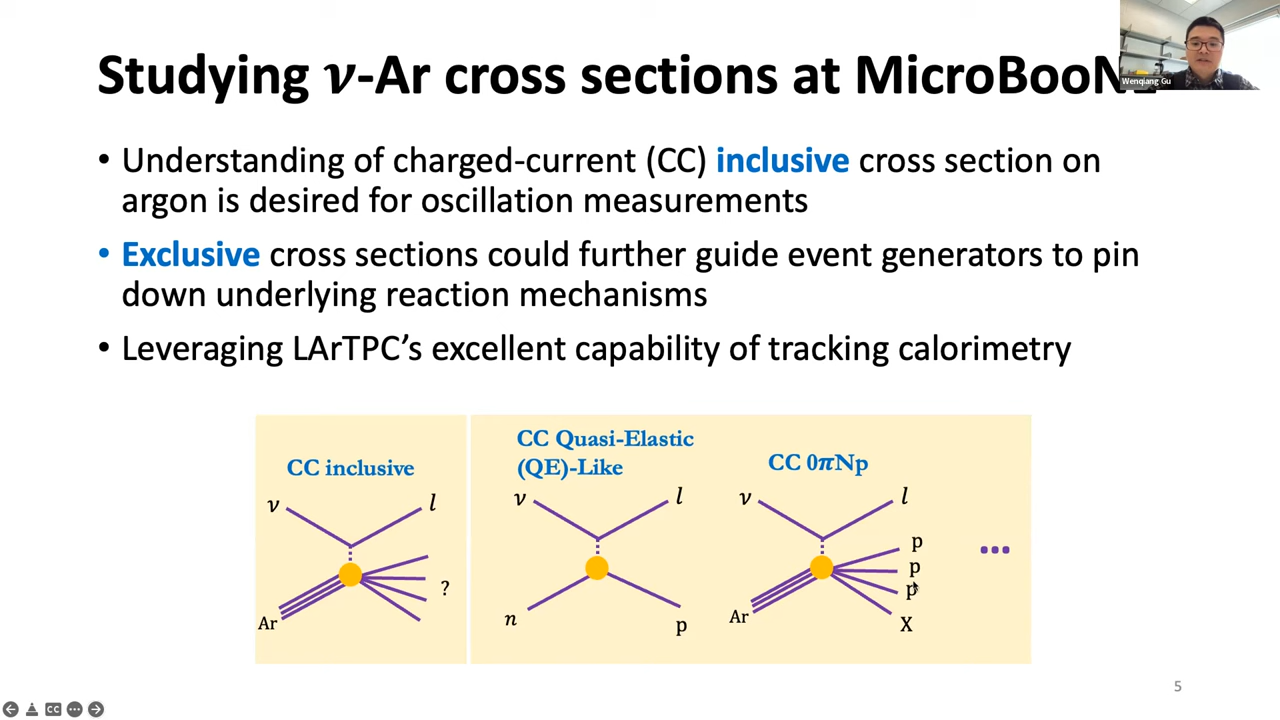 Studying ν-Ar cross sections at MicroBooN
Wenqiang Gu
• Understanding of charged-current (CC) inclusive cross section on
argon is desired for oscillation measurements
• Exclusive cross sections could further guide event generators to pin
down underlying reaction mechanisms
• Leveraging LArTPC’s excellent capability of tracking calorimetry
CC inclusive
ν
l
?
Ar
CC Quasi-Elastic
(QE)-Like
ν
l
n
p
CC 0πNp
ν
l
p
p
p
Ar
X
...
5
CC